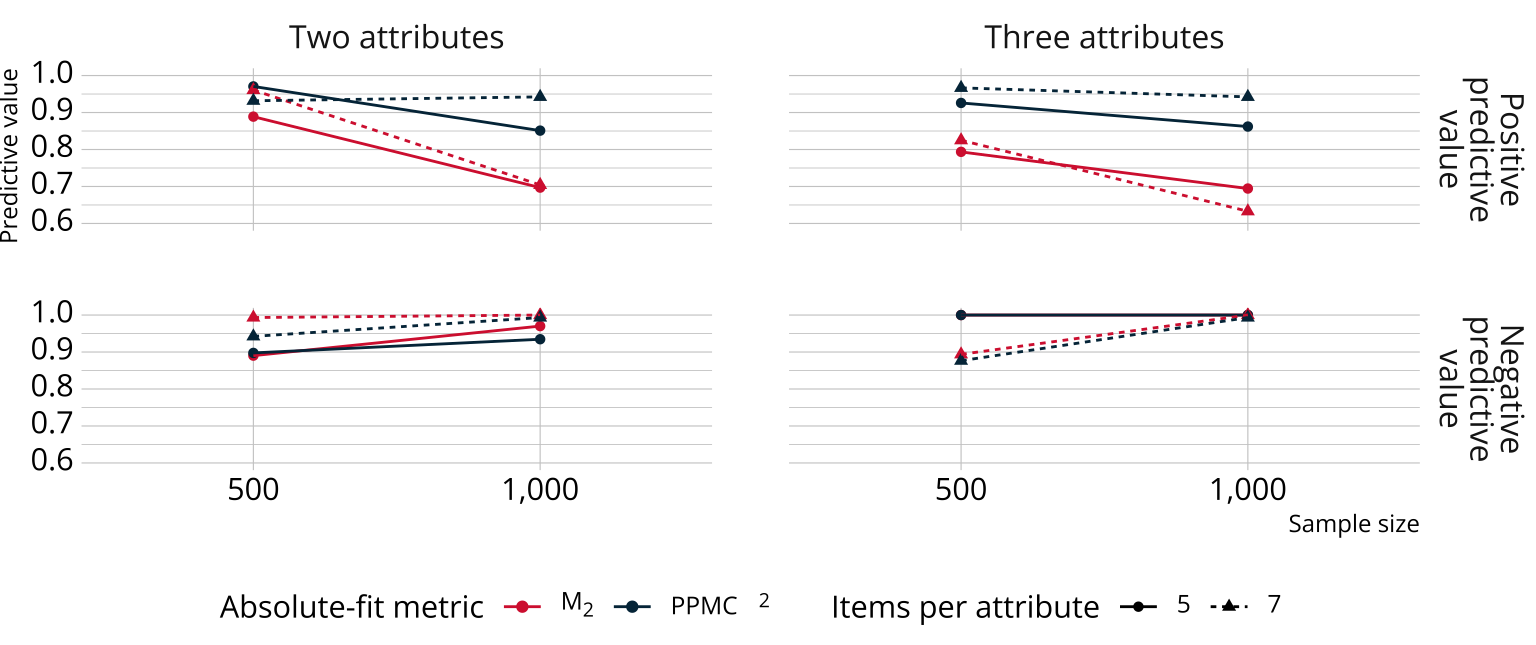 Two attributes
Three attributes
Predictive value
1.0
0.9
0.8
0.7
0.6
Positive
predictive
value
1.0
0.9
0.8
0.7
0.6
Negative
predictive
value
500
1,000
500
1,000
Sample size
Absolute-fit metric M2 PPMC 2 Items per attribute 5 7